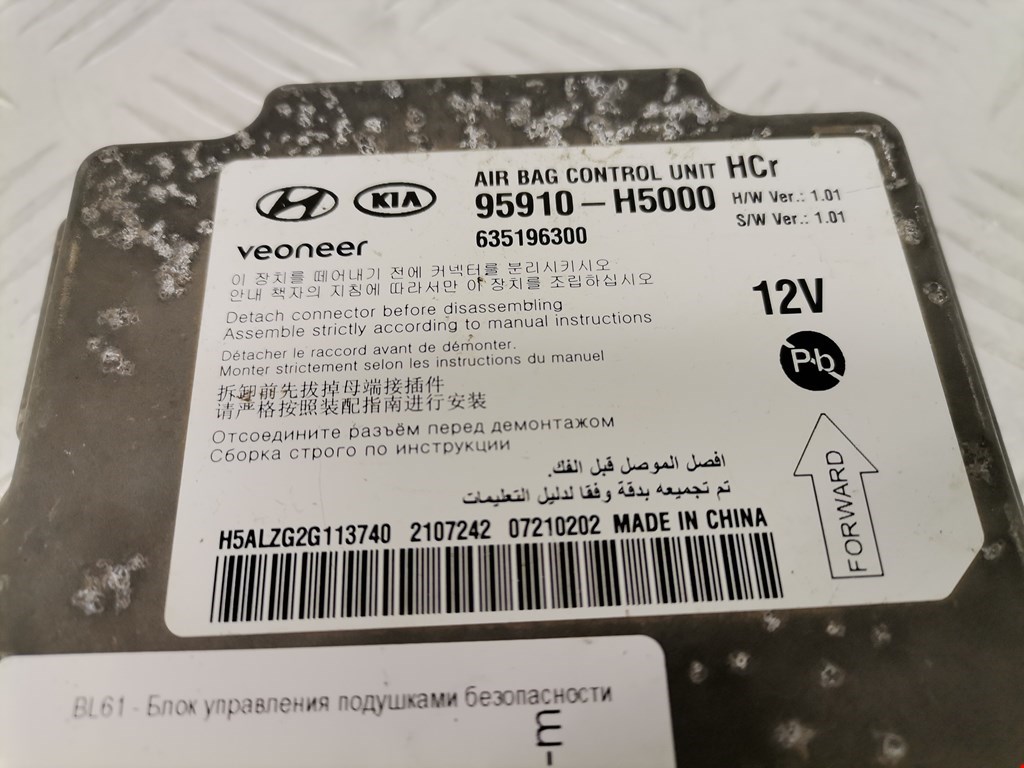 AIR BAG CONTROL UNIT HCr
KIA
95910-H5000
H/W Ver.: 1.01
S/W Ver.: 1.01
veoneer
635196300
이 장치를 떼어내기 전에 커넥터를 분리시키시오
안내 책자의 지침에 따라서만 이 장치를 조립하십시오
12V
Detach connector before disassembling
Assemble strictly according to manual instructions
Pb
Détacher le raccord avant de démonter.
Monter strictement selon les instructions du manuel
拆卸前先拔掉母端接插件
请严格按照装配指南进行安装
Отсоедините разъём перед демонтажом
Сборка строго по инструкции
افصل الموصل قبل الفك.
تم تجميعه بدقة وفقا لدليل التعليمات
FORWARD
H5ALZG2G113740 2107242 07210202 MADE IN CHINA
BL61 - Блок управления подушками безопасности
-m